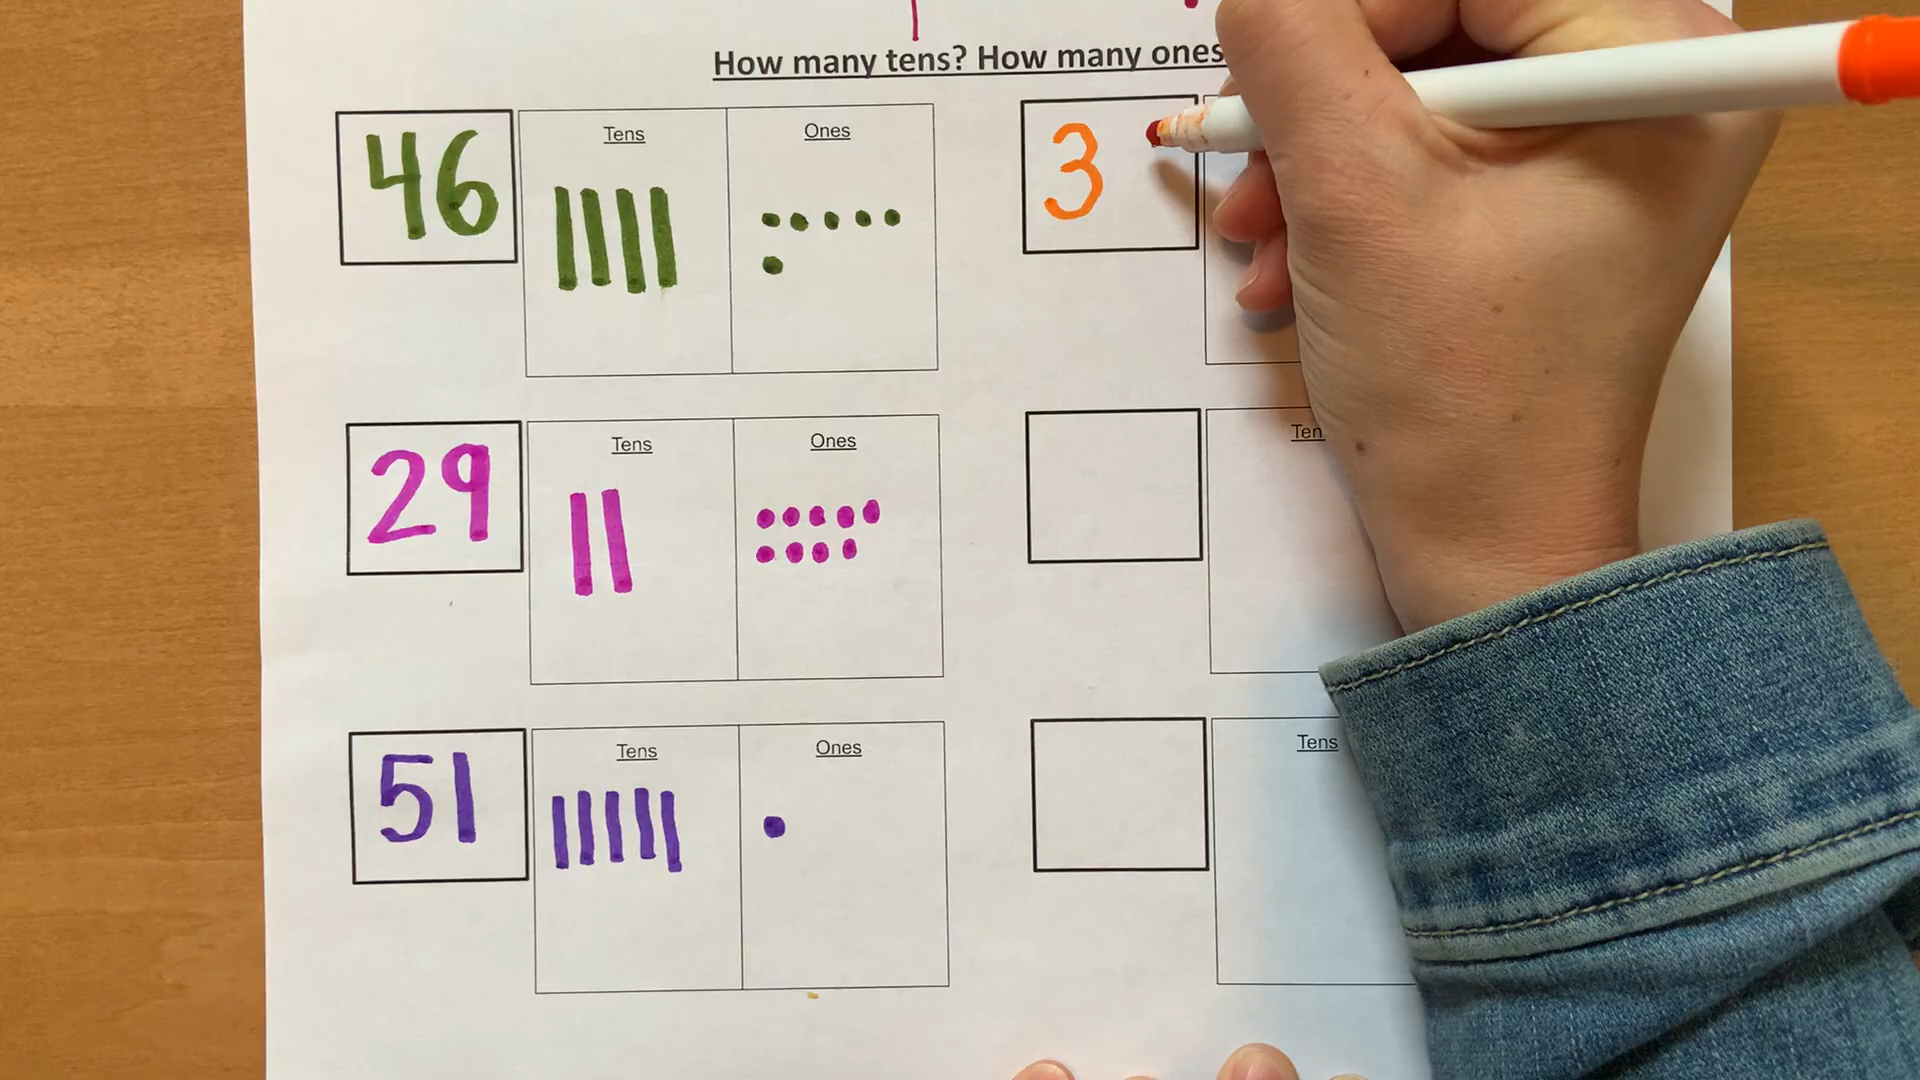 How many tens? How many ones
46
Tens
Ones
3
29
Tens
Ones
Ten
51
Tens
Ones
Tens